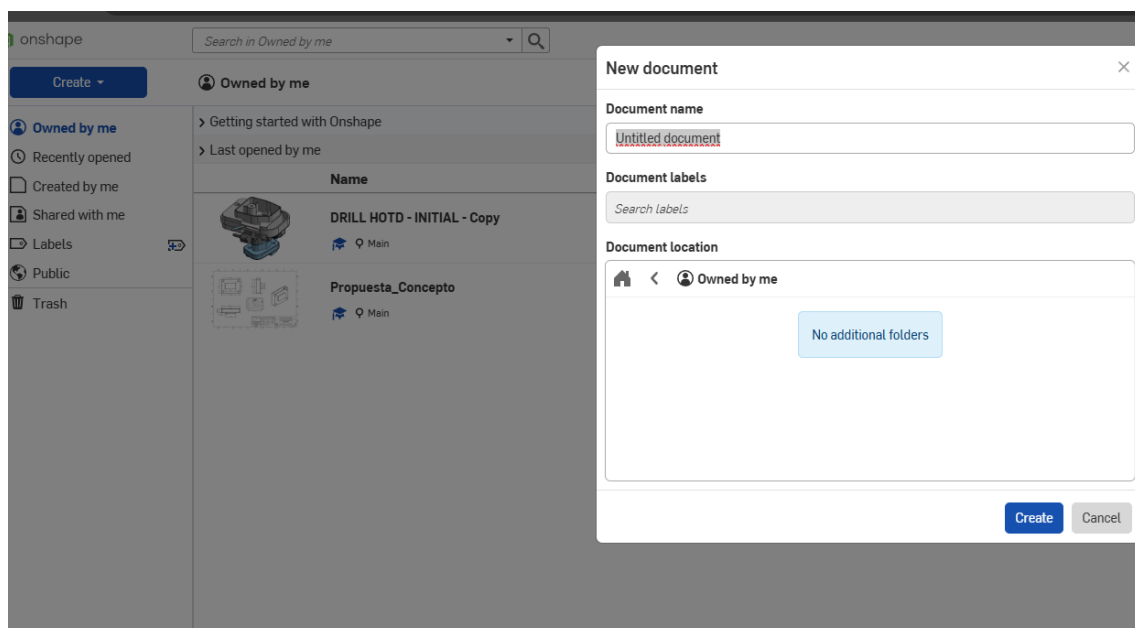 onshape
Search in Owned by me
Create
Owned by me
Owned by me
Recently opened
Created by me
Shared with me
Labels
Public
Trash
Getting started with Onshape
Last opened by me
Name
DRILL HOTD - INITIAL - Copy
Main
Propuesta_Concepto
Main
New document
Document name
Untitled document
Document labels
Search labels
Document location
Owned by me
No additional folders
Create
Cancel